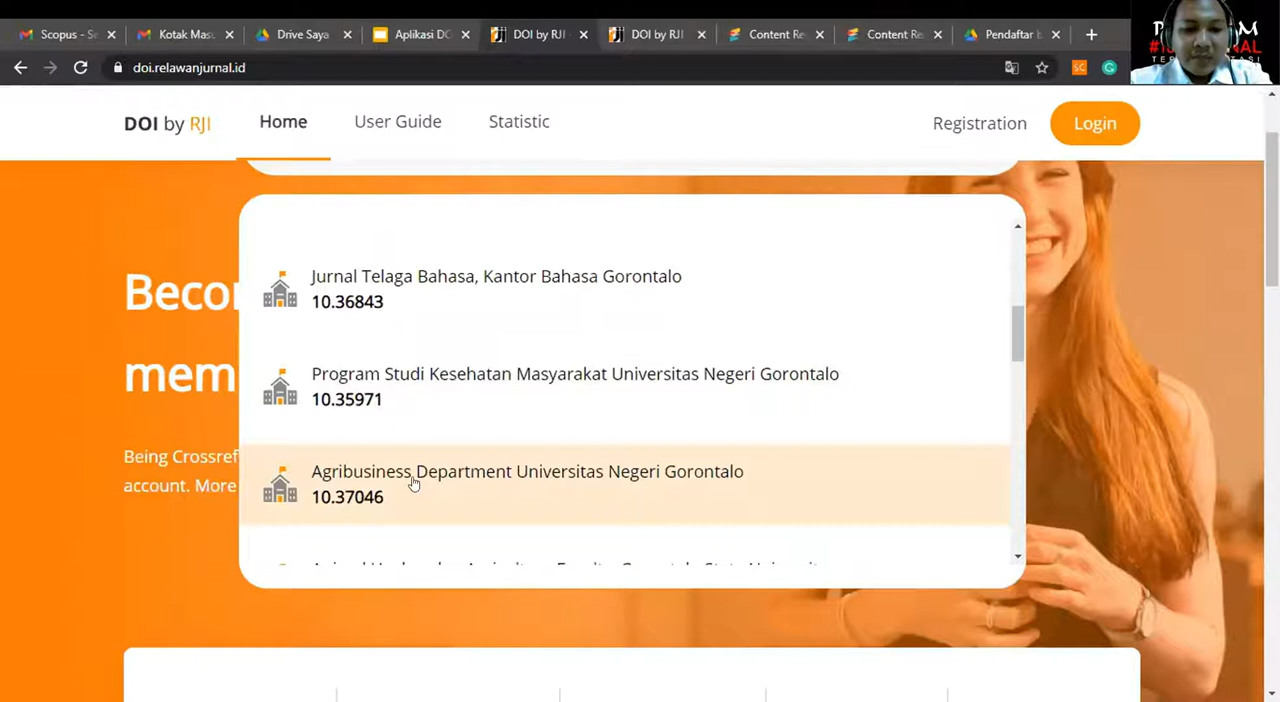 Scopus - Se
Kotak Masu
Drive Saya
Aplikasi DO
DOI by RJI
DOI by RJI
Content Re
Content Re
Pendaftar b
doi.relawanjurnal.id
DOI by RJI
Home
User Guide
Statistic
Registration
Login
Jurnal Telaga Bahasa, Kantor Bahasa Gorontalo
10.36843
Program Studi Kesehatan Masyarakat Universitas Negeri Gorontalo
10.35971
Agribusiness Department Universitas Negeri Gorontalo
10.37046
Becor
mem
Being Crossref
account. More